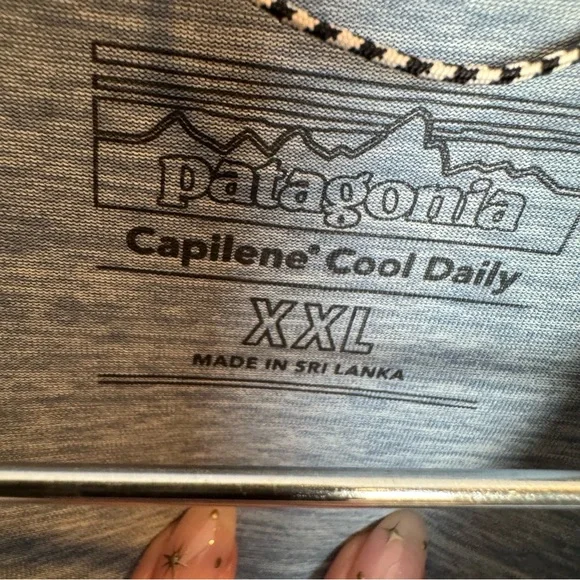 patagonia
Capilene® Cool Daily
XXL
MADE IN SRI LANKA